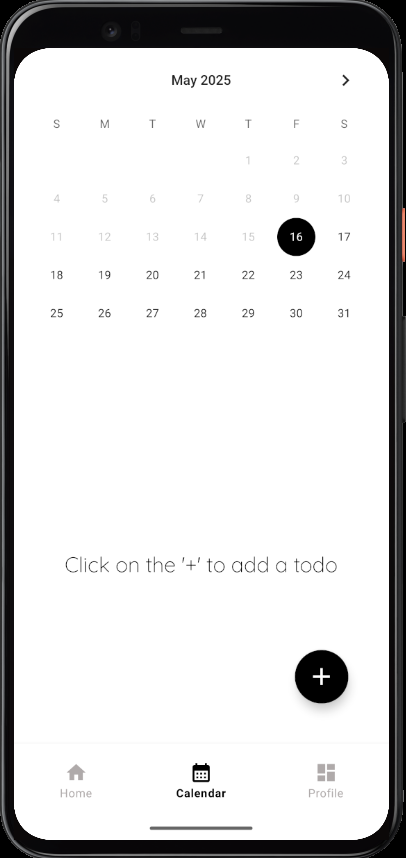 May 2025
S M T W T F S
1 2 3
4 5 6 7 8 9 10
11 12 13 14 15 16 17
18 19 20 21 22 23 24
25 26 27 28 29 30 31
Click on the '+' to add a todo
+
Home Calendar Profile